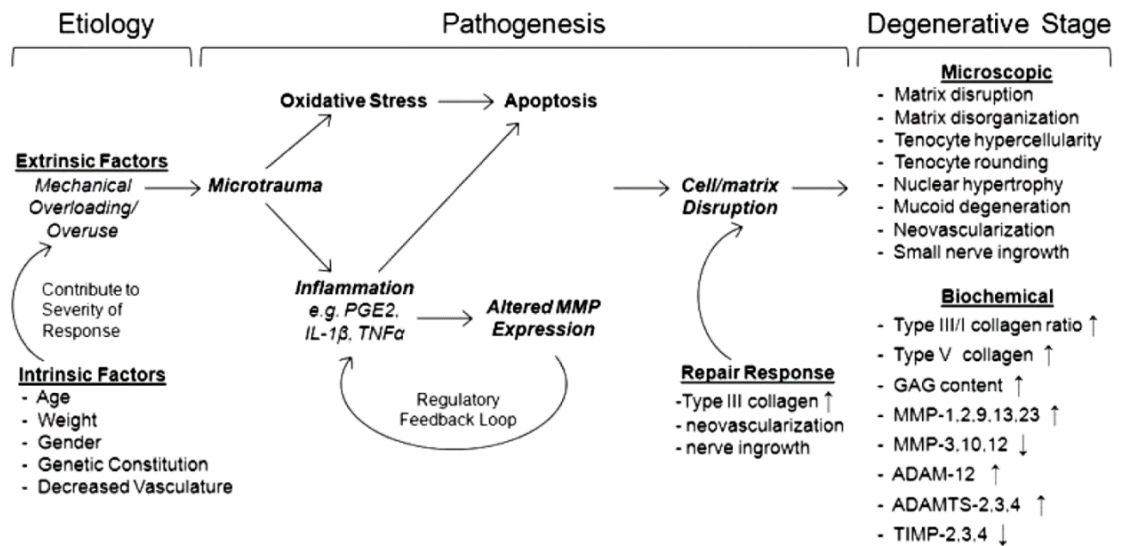 Etiology
Pathogenesis
Degenerative Stage
Extrinsic Factors
Mechanical
Overloading/
Overuse
Contribute to
Severity of
Response
Intrinsic Factors
- Age
- Weight
- Gender
- Genetic Constitution
- Decreased Vasculature
Microtrauma
Oxidative Stress
Apoptosis
Inflammation
e.g. PGE2,
IL-1β, TNFα
Altered MMP
Expression
Regulatory
Feedback Loop
Cell/matrix
Disruption
Repair Response
-Type III collagen ↑
- neovascularization
- nerve ingrowth
Microscopic
- Matrix disruption
- Matrix disorganization
- Tenocyte hypercellularity
- Tenocyte rounding
- Nuclear hypertrophy
- Mucoid degeneration
- Neovascularization
- Small nerve ingrowth
Biochemical
- Type III/I collagen ratio ↑
- Type V collagen ↑
- GAG content ↑
- MMP-1,2,9,13,23 ↑
- MMP-3,10,12 ↓
- ADAM-12 ↑
- ADAMTS-2,3,4 ↑
- TIMP-2,3,4 ↓